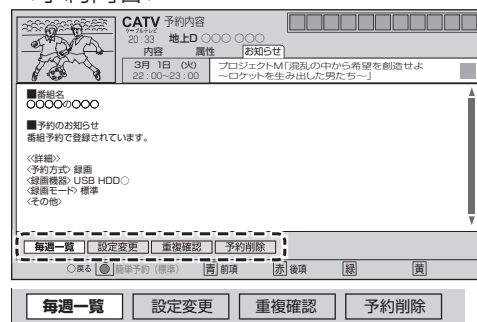 CATV 予約内容
ケーブルテレビ
20:33 地上D ○○○ ○○○
内容 属性 お知らせ
3月 1日 (火)
22:00~23:00
プロジェクトM「混乱の中から希望を創造せよ
~ロケットを生み出した男たち~」
■番組名
○○○○の○○○
■予約のお知らせ
番組予約で登録されています。
《詳細》
〈予約方式〉録画
〈録画機器〉USB HDD○
〈録画モード〉標準
〈その他〉
毎週一覧 設定変更 重複確認 予約削除
○戻る 簡単予約（標準） 青 前項 赤 後項 緑 黄
毎週一覧 設定変更 重複確認 予約削除